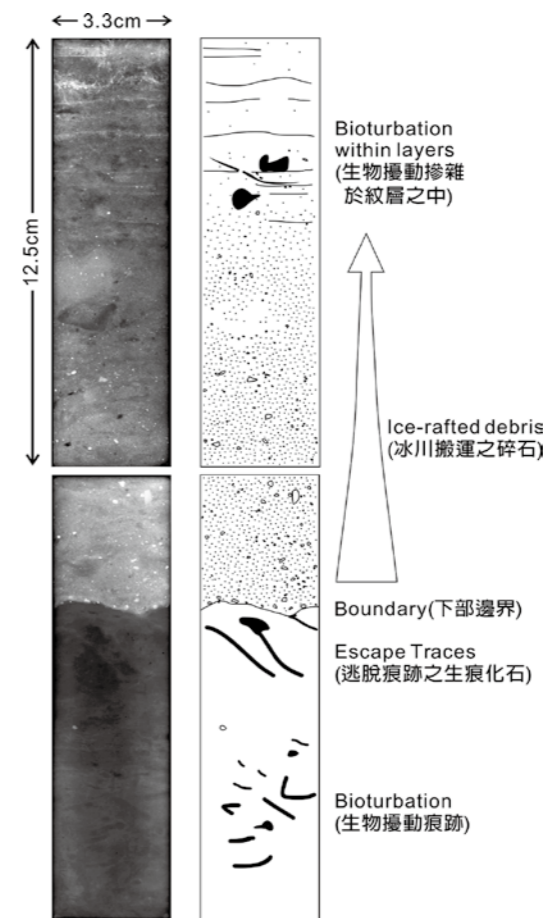 3.3cm
12.5cm
Bioturbation
within layers
(生物擾動摻雜
於紋層之中)
Ice-rafted debris
(冰川搬運之碎石)
Boundary(下部邊界)
Escape Traces
(逃脫痕跡之生痕化石)
Bioturbation
(生物擾動痕跡)